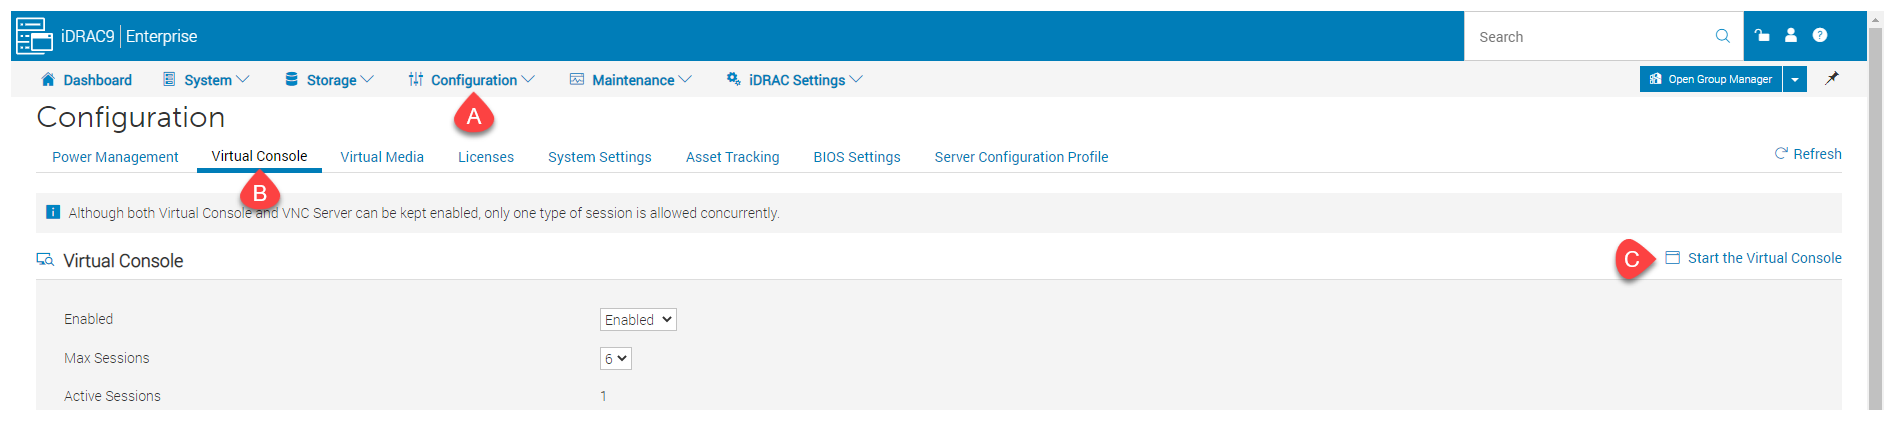 iDRAC9 | Enterprise
Search
Dashboard System Storage Configuration Maintenance iDRAC Settings Open Group Manager
A
Configuration
Power Management Virtual Console Virtual Media Licenses System Settings Asset Tracking BIOS Settings Server Configuration Profile Refresh
B
Although both Virtual Console and VNC Server can be kept enabled, only one type of session is allowed concurrently.
Virtual Console
C Start the Virtual Console
Enabled Enabled
Max Sessions 6
Active Sessions 1